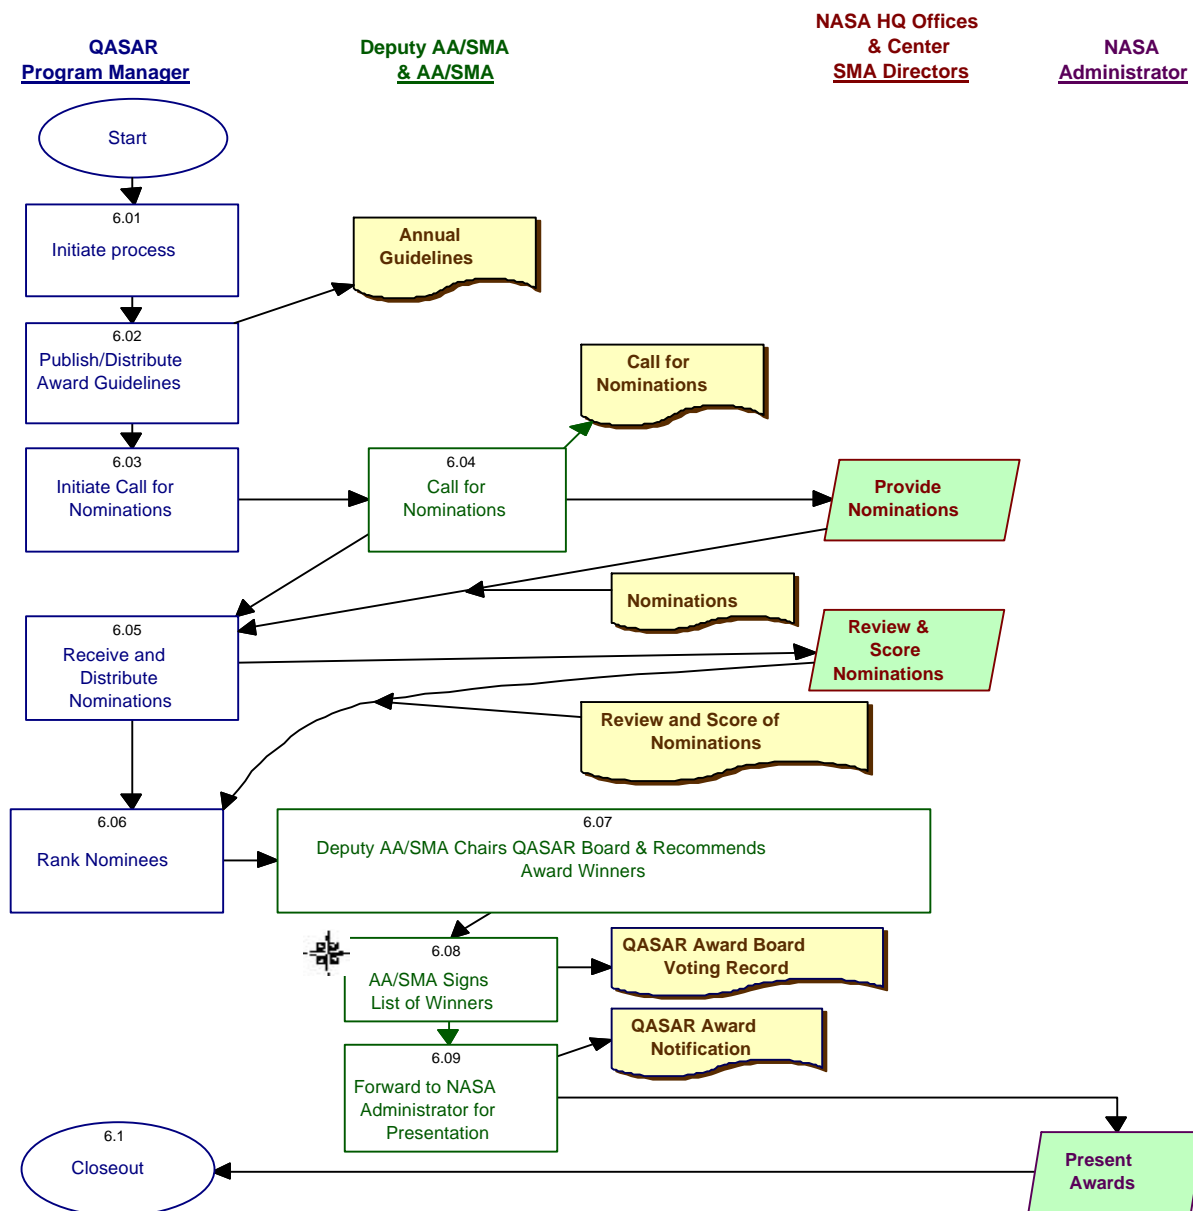 QASAR
Program Manager
Deputy AA/SMA
& AA/SMA
NASA HQ Offices
& Center
SMA Directors
NASA
Administrator
Start
6.01
Initiate process
Annual
Guidelines
6.02
Publish/Distribute
Award Guidelines
Call for
Nominations
6.03
Initiate Call for
Nominations
6.04
Call for
Nominations
Provide
Nominations
Nominations
6.05
Receive and
Distribute
Nominations
Review &
Score
Nominations
Review and Score of
Nominations
6.06
Rank Nominees
6.07
Deputy AA/SMA Chairs QASAR Board & Recommends
Award Winners
6.08
AA/SMA Signs
List of Winners
QASAR Award Board
Voting Record
QASAR Award
Notification
6.09
Forward to NASA
Administrator for
Presentation
6.1
Closeout
Present
Awards